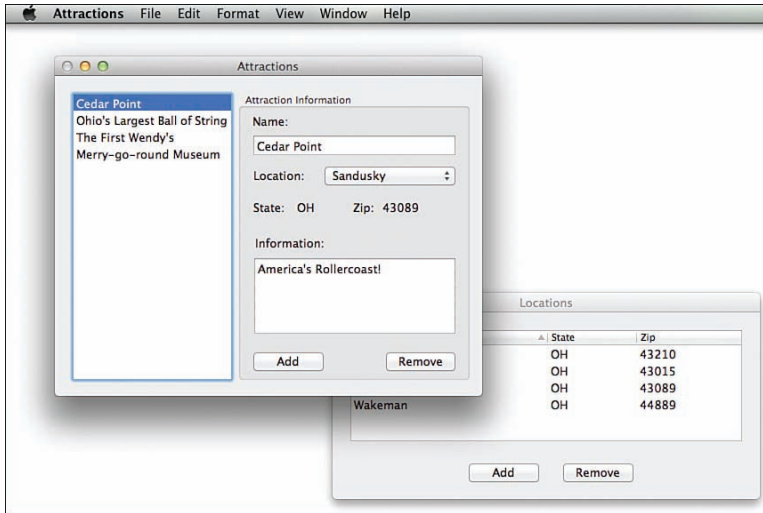 Attractions File Edit Format View Window Help
Attractions
Cedar Point
Ohio's Largest Ball of String
The First Wendy's
Merry-go-round Museum
Attraction Information
Name:
Cedar Point
Location: Sandusky
State: OH Zip: 43089
Information:
America's Rollercoast!
Add Remove
Locations
State Zip
OH 43210
OH 43015
OH 43089
Wakeman OH 44889
Add Remove